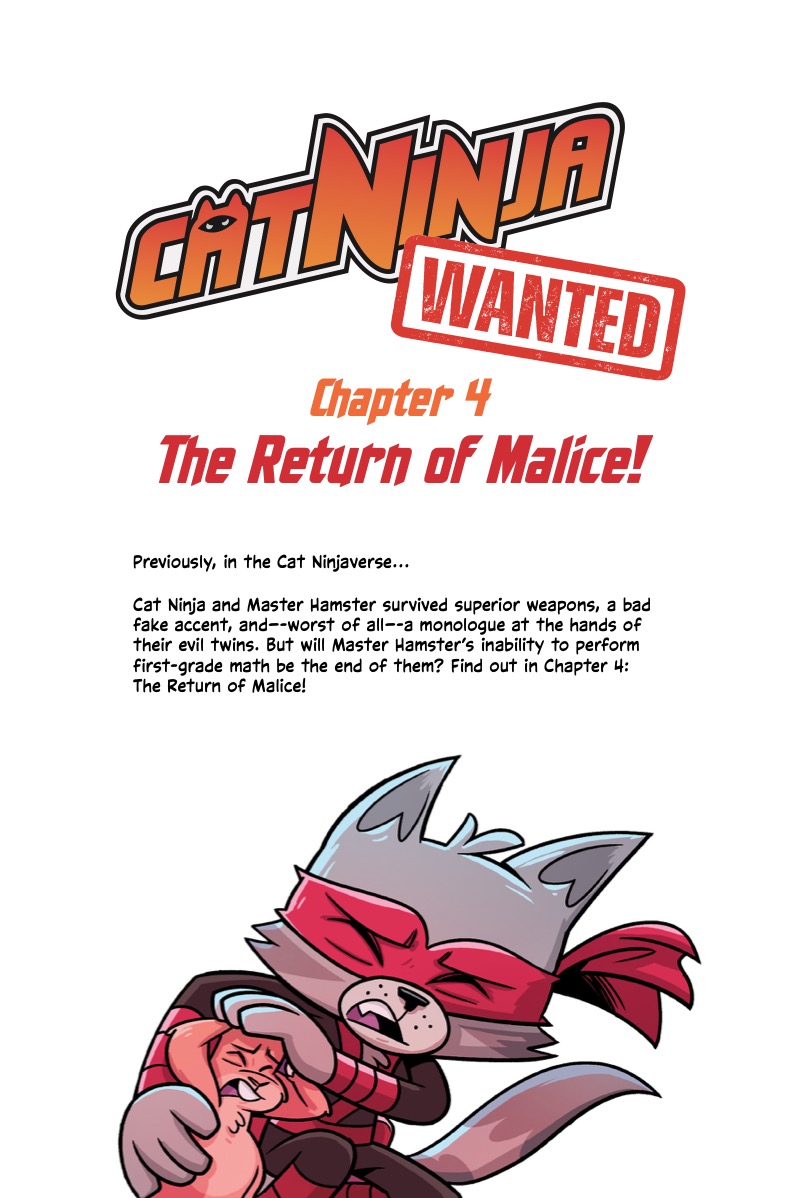 CATNINJA
WANTED
Chapter 4
The Return of Malice!
Previously, in the Cat Ninjaverse...
Cat Ninja and Master Hamster survived superior weapons, a bad
fake accent, and--worst of all--a monologue at the hands of
their evil twins. But will Master Hamster's inability to perform
first-grade math be the end of them? Find out in Chapter 4:
The Return of Malice!